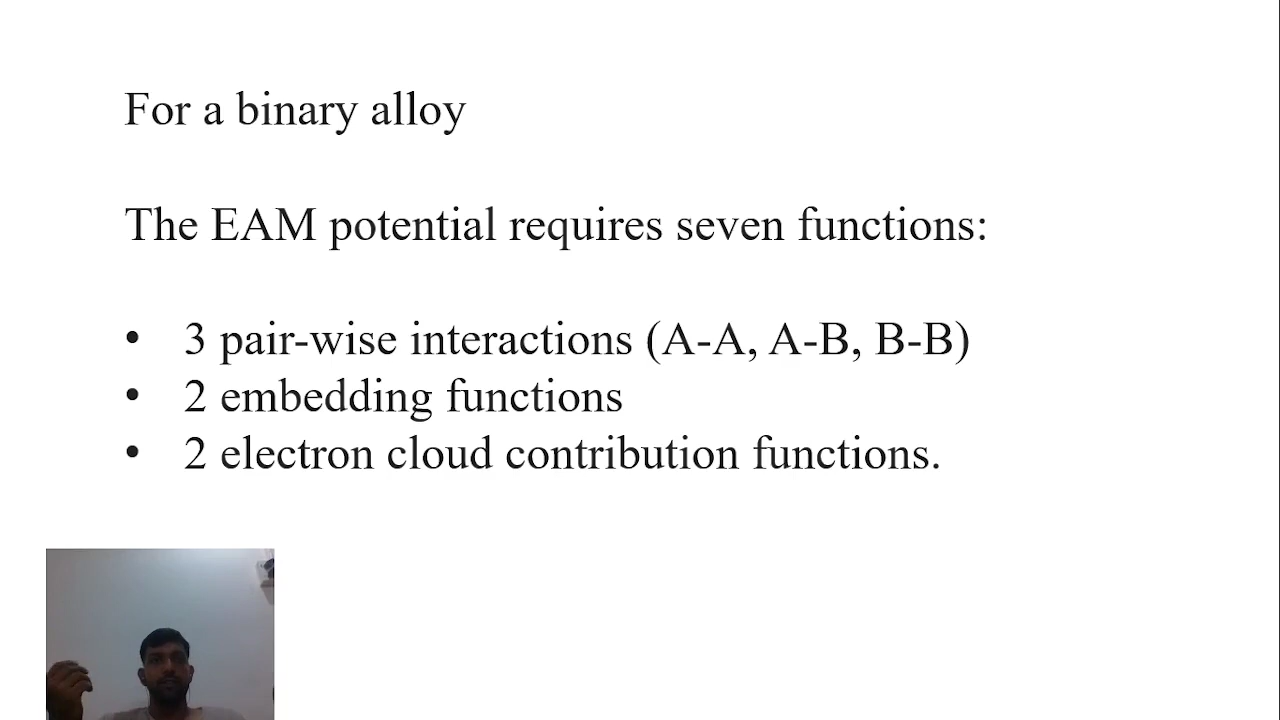 For a binary alloy
The EAM potential requires seven functions:
• 3 pair-wise interactions (A-A, A-B, B-B)
• 2 embedding functions
• 2 electron cloud contribution functions.